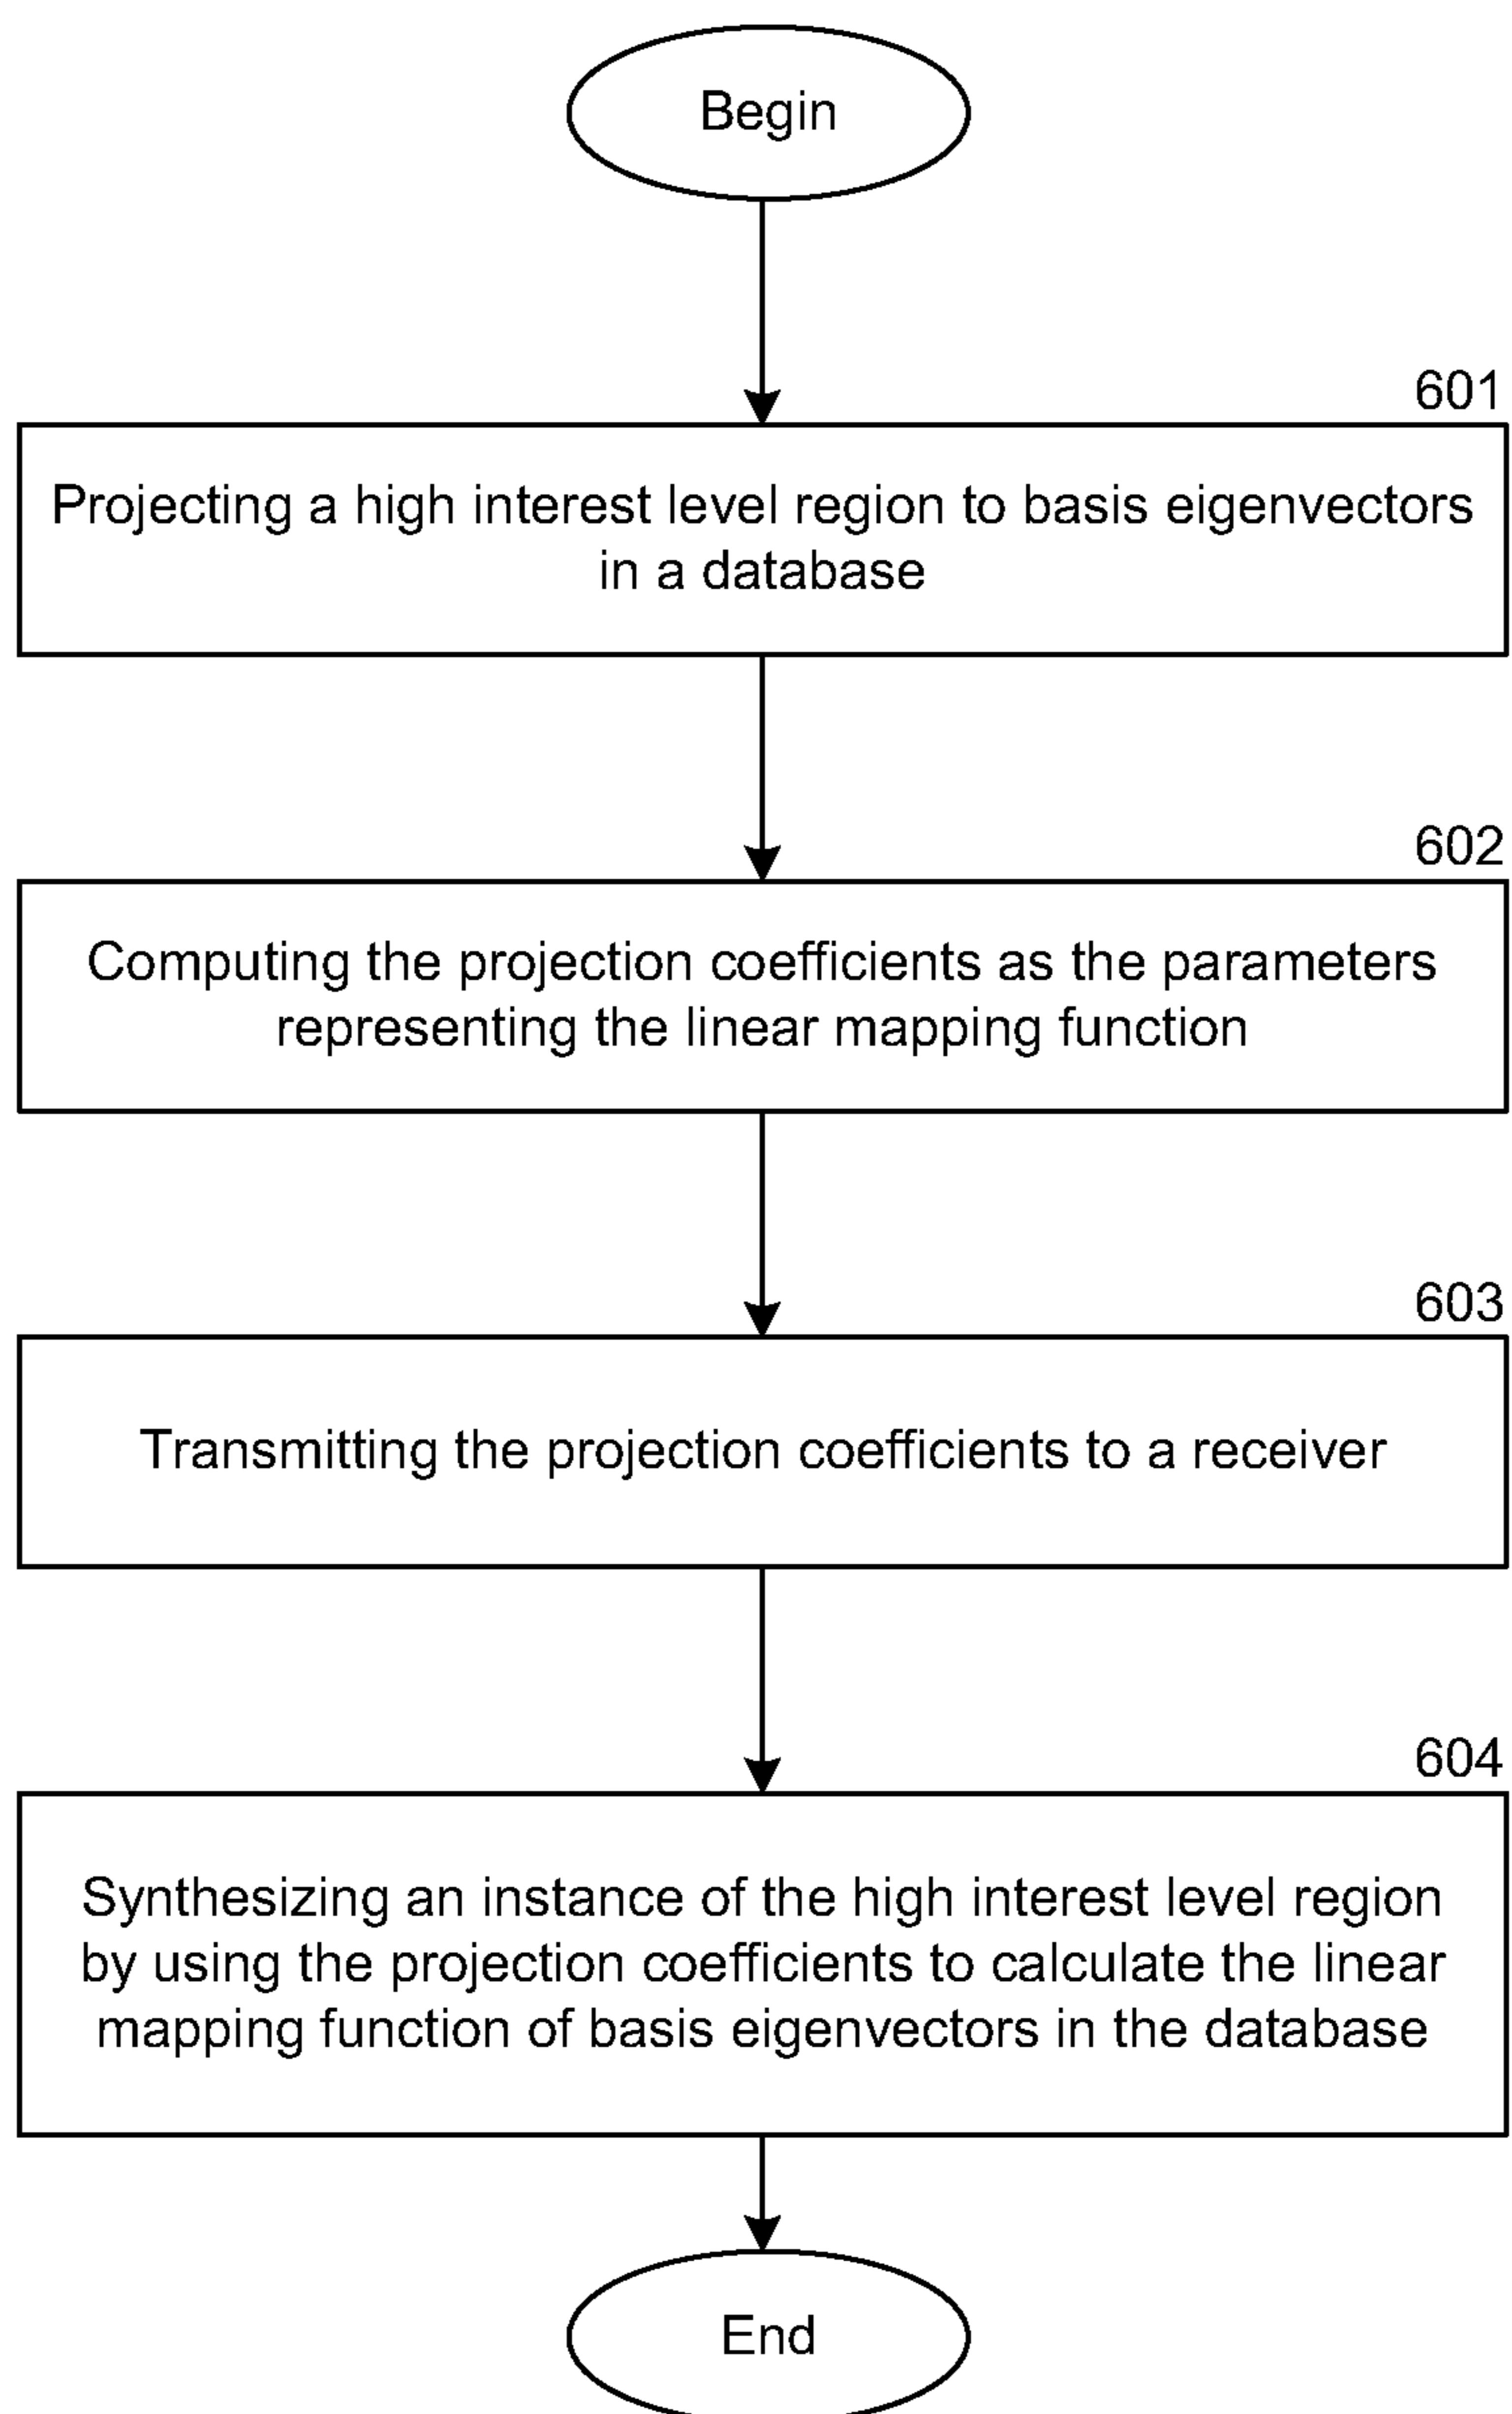 Begin
601
Projecting a high interest level region to basis eigenvectors
in a database
602
Computing the projection coefficients as the parameters
representing the linear mapping function
603
Transmitting the projection coefficients to a receiver
604
Synthesizing an instance of the high interest level region
by using the projection coefficients to calculate the linear
mapping function of basis eigenvectors in the database
End